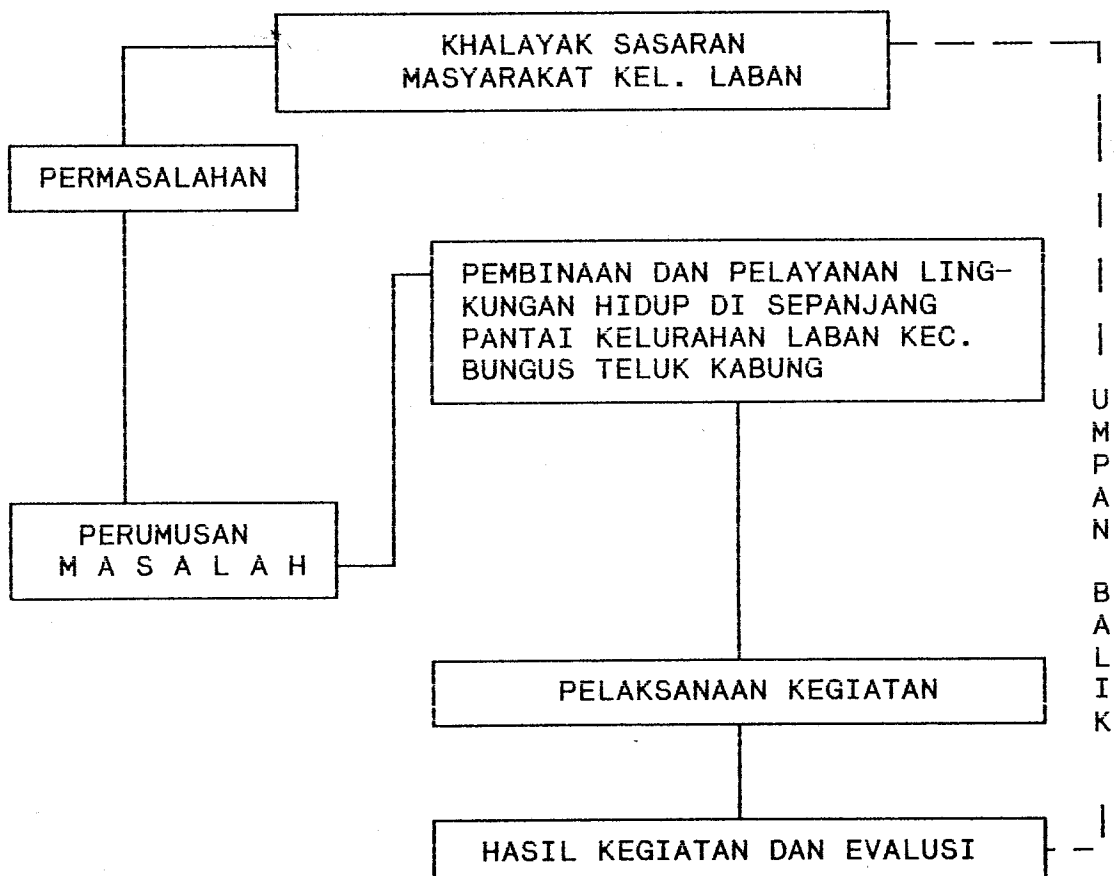 KHALAYAK SASARAN
MASYARAKAT KEL. LABAN
PERMASALAHAN
PEMBINAAN DAN PELAYANAN LING-
KUNGAN HIDUP DI SEPANJANG
PANTAI KELURAHAN LABAN KEC.
BUNGUS TELUK KABUNG
PERUMUSAN
M A S A L A H
PELAKSANAAN KEGIATAN
HASIL KEGIATAN DAN EVALUSI
UMPAN BALIK